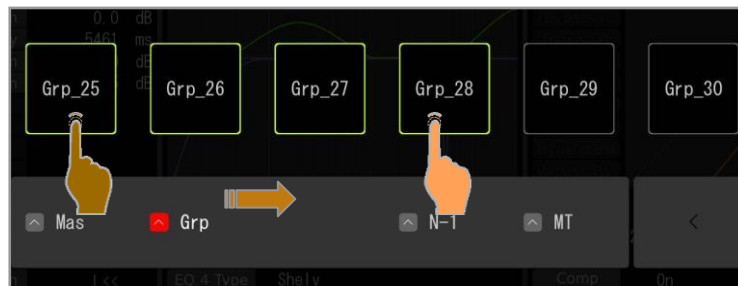 0.0 dB
5461 ms
dB
dB
Grp_25 Grp_26 Grp_27 Grp_28 Grp_29 Grp_30
Mas Grp N-1 MT <
EQ 4 Type Shelv Comp On